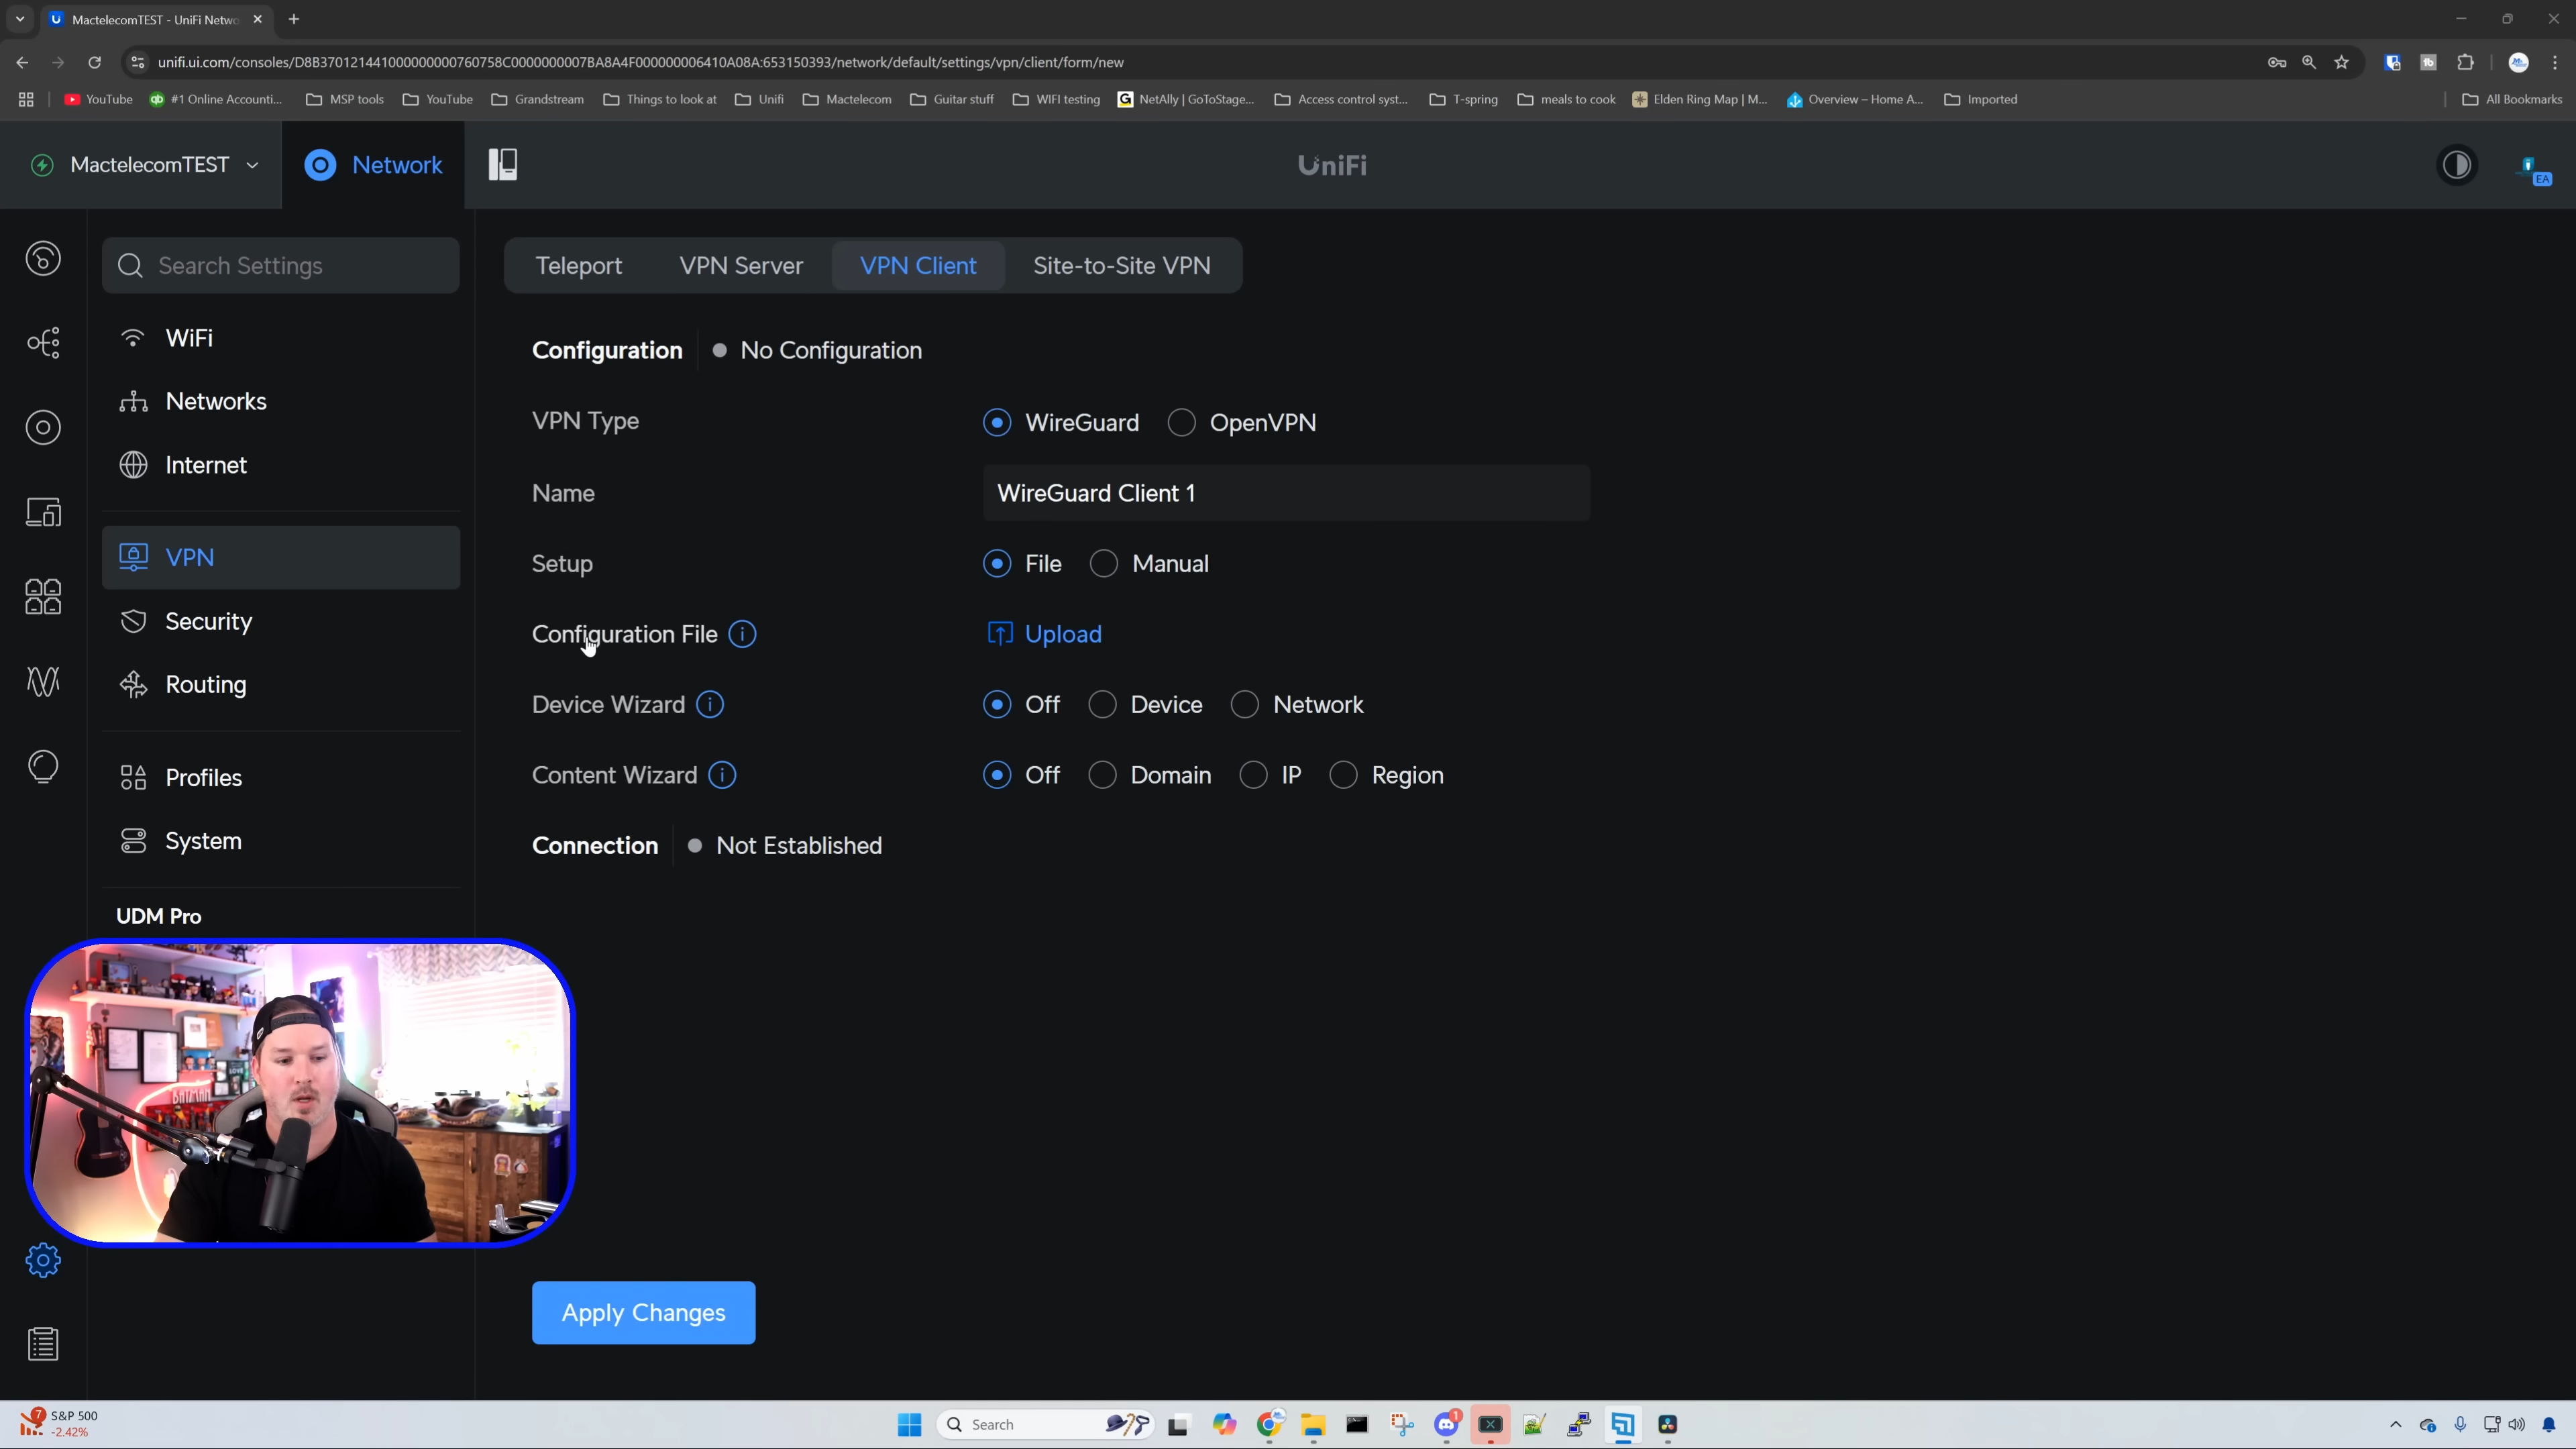 MactelecomTEST - UniFi Netwo
unifi.ui.com/consoles/D8B370121441000000000760758C0000000007BA8A4F000000006410A08A:653150393/network/default/settings/vpn/client/form/new
YouTube #1 Online Accounti... MSP tools YouTube Grandstream Things to look at Unifi Mactelecom Guitar stuff WIFI testing NetAlly | GoToStage... Access control syst... T-spring meals to cook Elden Ring Map | M... Overview – Home A... Imported All Bookmarks
MactelecomTEST Network UniFi EA
Search Settings
WiFi
Networks
Internet
VPN
Security
Routing
Profiles
System
UDM Pro
Teleport VPN Server VPN Client Site-to-Site VPN
Configuration No Configuration
VPN Type WireGuard OpenVPN
Name WireGuard Client 1
Setup File Manual
Configuration File Upload
Device Wizard Off Device Network
Content Wizard Off Domain IP Region
Connection Not Established
BATMAN
Apply Changes
7 S&P 500
-2.42%
Search
1